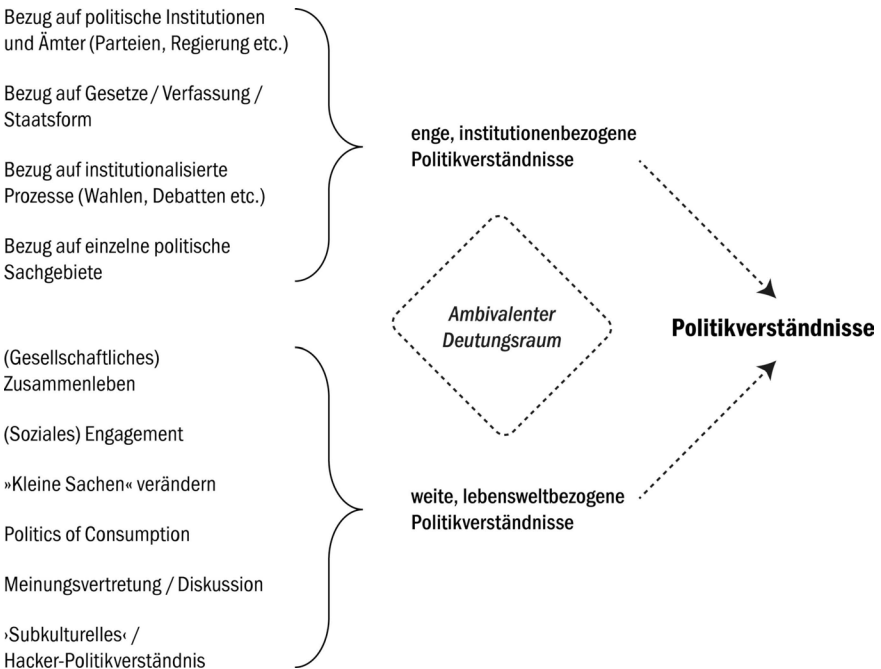 Bezug auf politische Institutionen
und Ämter (Parteien, Regierung etc.)
Bezug auf Gesetze / Verfassung /
Staatsform
Bezug auf institutionalisierte
Prozesse (Wahlen, Debatten etc.)
Bezug auf einzelne politische
Sachgebiete
enge, institutionenbezogene
Politikverständnisse
Ambivalenter
Deutungsraum
Politikverständnisse
(Gesellschaftliches)
Zusammenleben
(Soziales) Engagement
»Kleine Sachen« verändern
Politics of Consumption
Meinungsvertretung / Diskussion
›Subkulturelles‹ /
Hacker-Politikverständnis
weite, lebensweltbezogene
Politikverständnisse